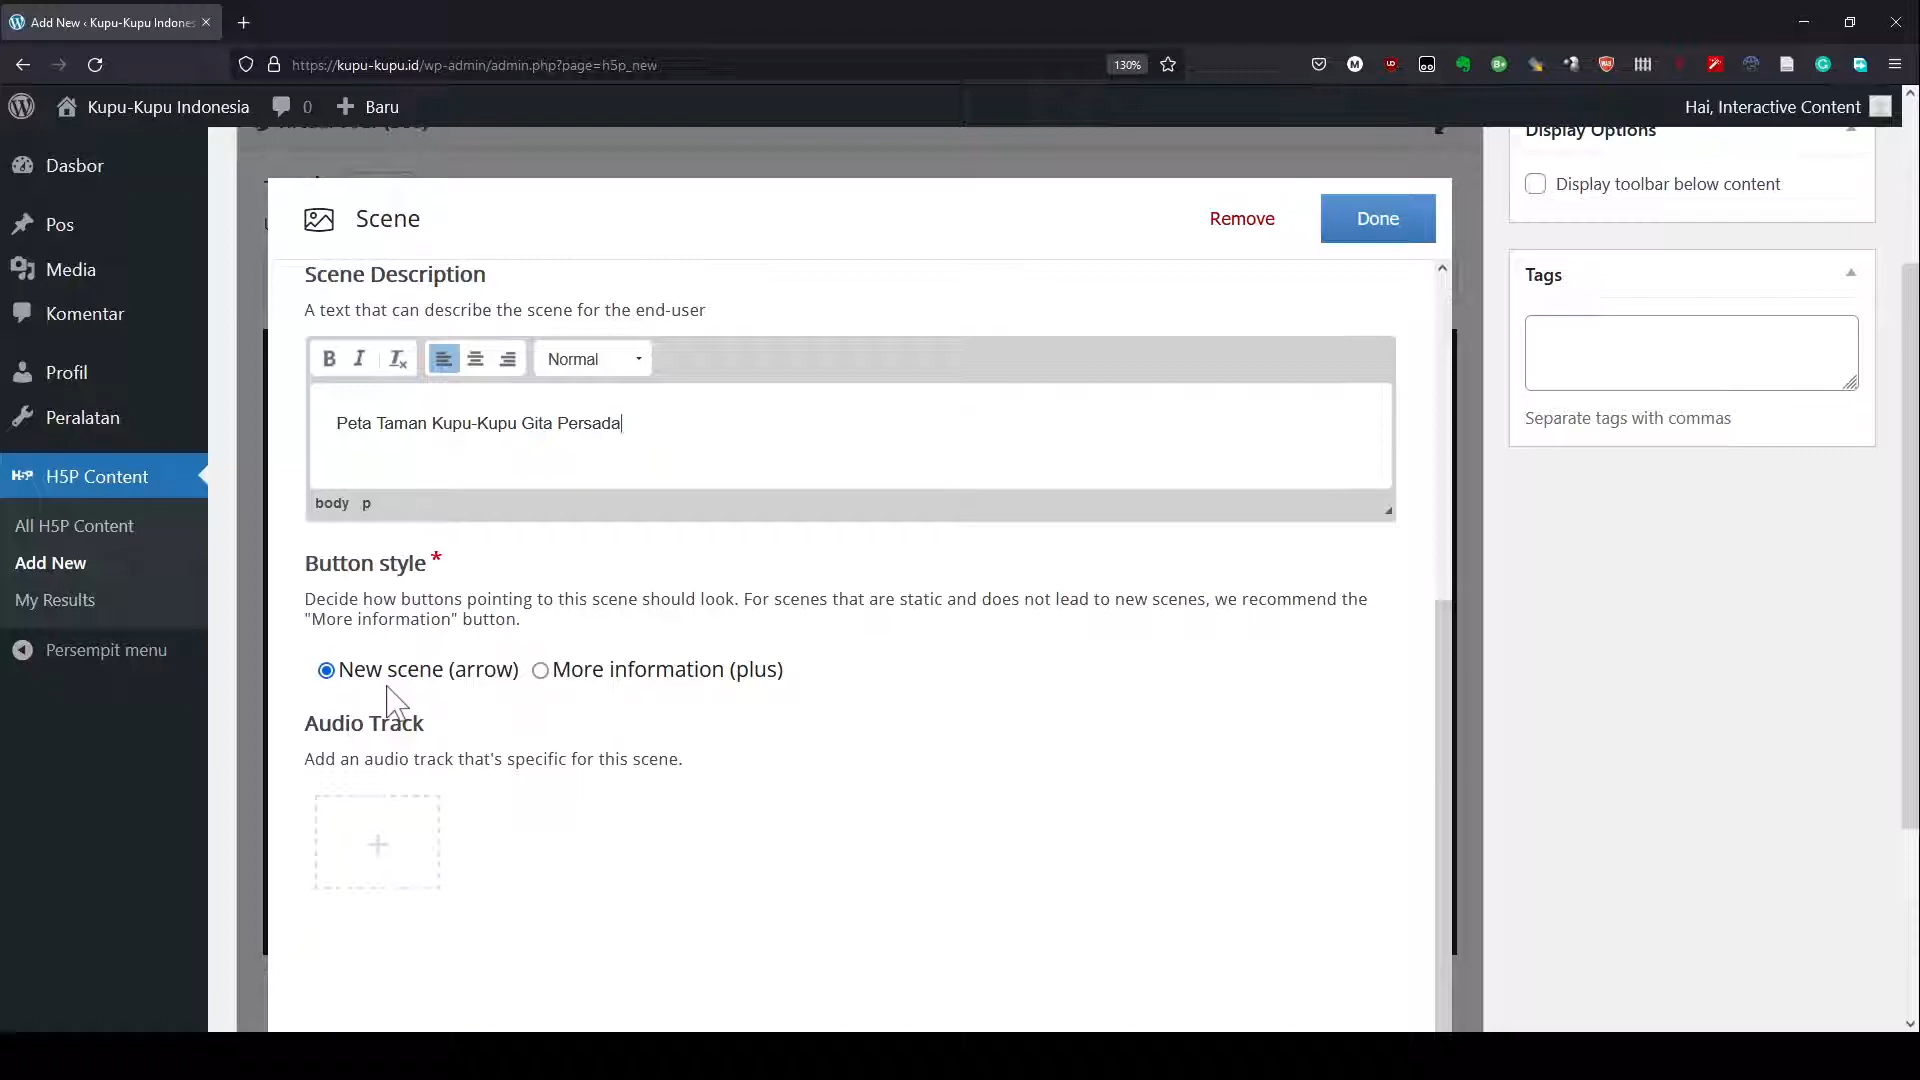 Add New ‹ Kupu-Kupu Indones
https://kupu-kupu.id/wp-admin/admin.php?page=h5p_new
130%
Kupu-Kupu Indonesia
0
Baru
Hai, Interactive Content
Dasbor
Pos
Media
Komentar
Profil
Peralatan
H5P Content
All H5P Content
Add New
My Results
Persempit menu
Scene
Remove
Done
Scene Description
A text that can describe the scene for the end-user
Normal
Peta Taman Kupu-Kupu Gita Persada
body p
Button style *
Decide how buttons pointing to this scene should look. For scenes that are static and does not lead to new scenes, we recommend the
"More information" button.
New scene (arrow) More information (plus)
Audio Track
Add an audio track that's specific for this scene.
Display Options
Display toolbar below content
Tags
Separate tags with commas